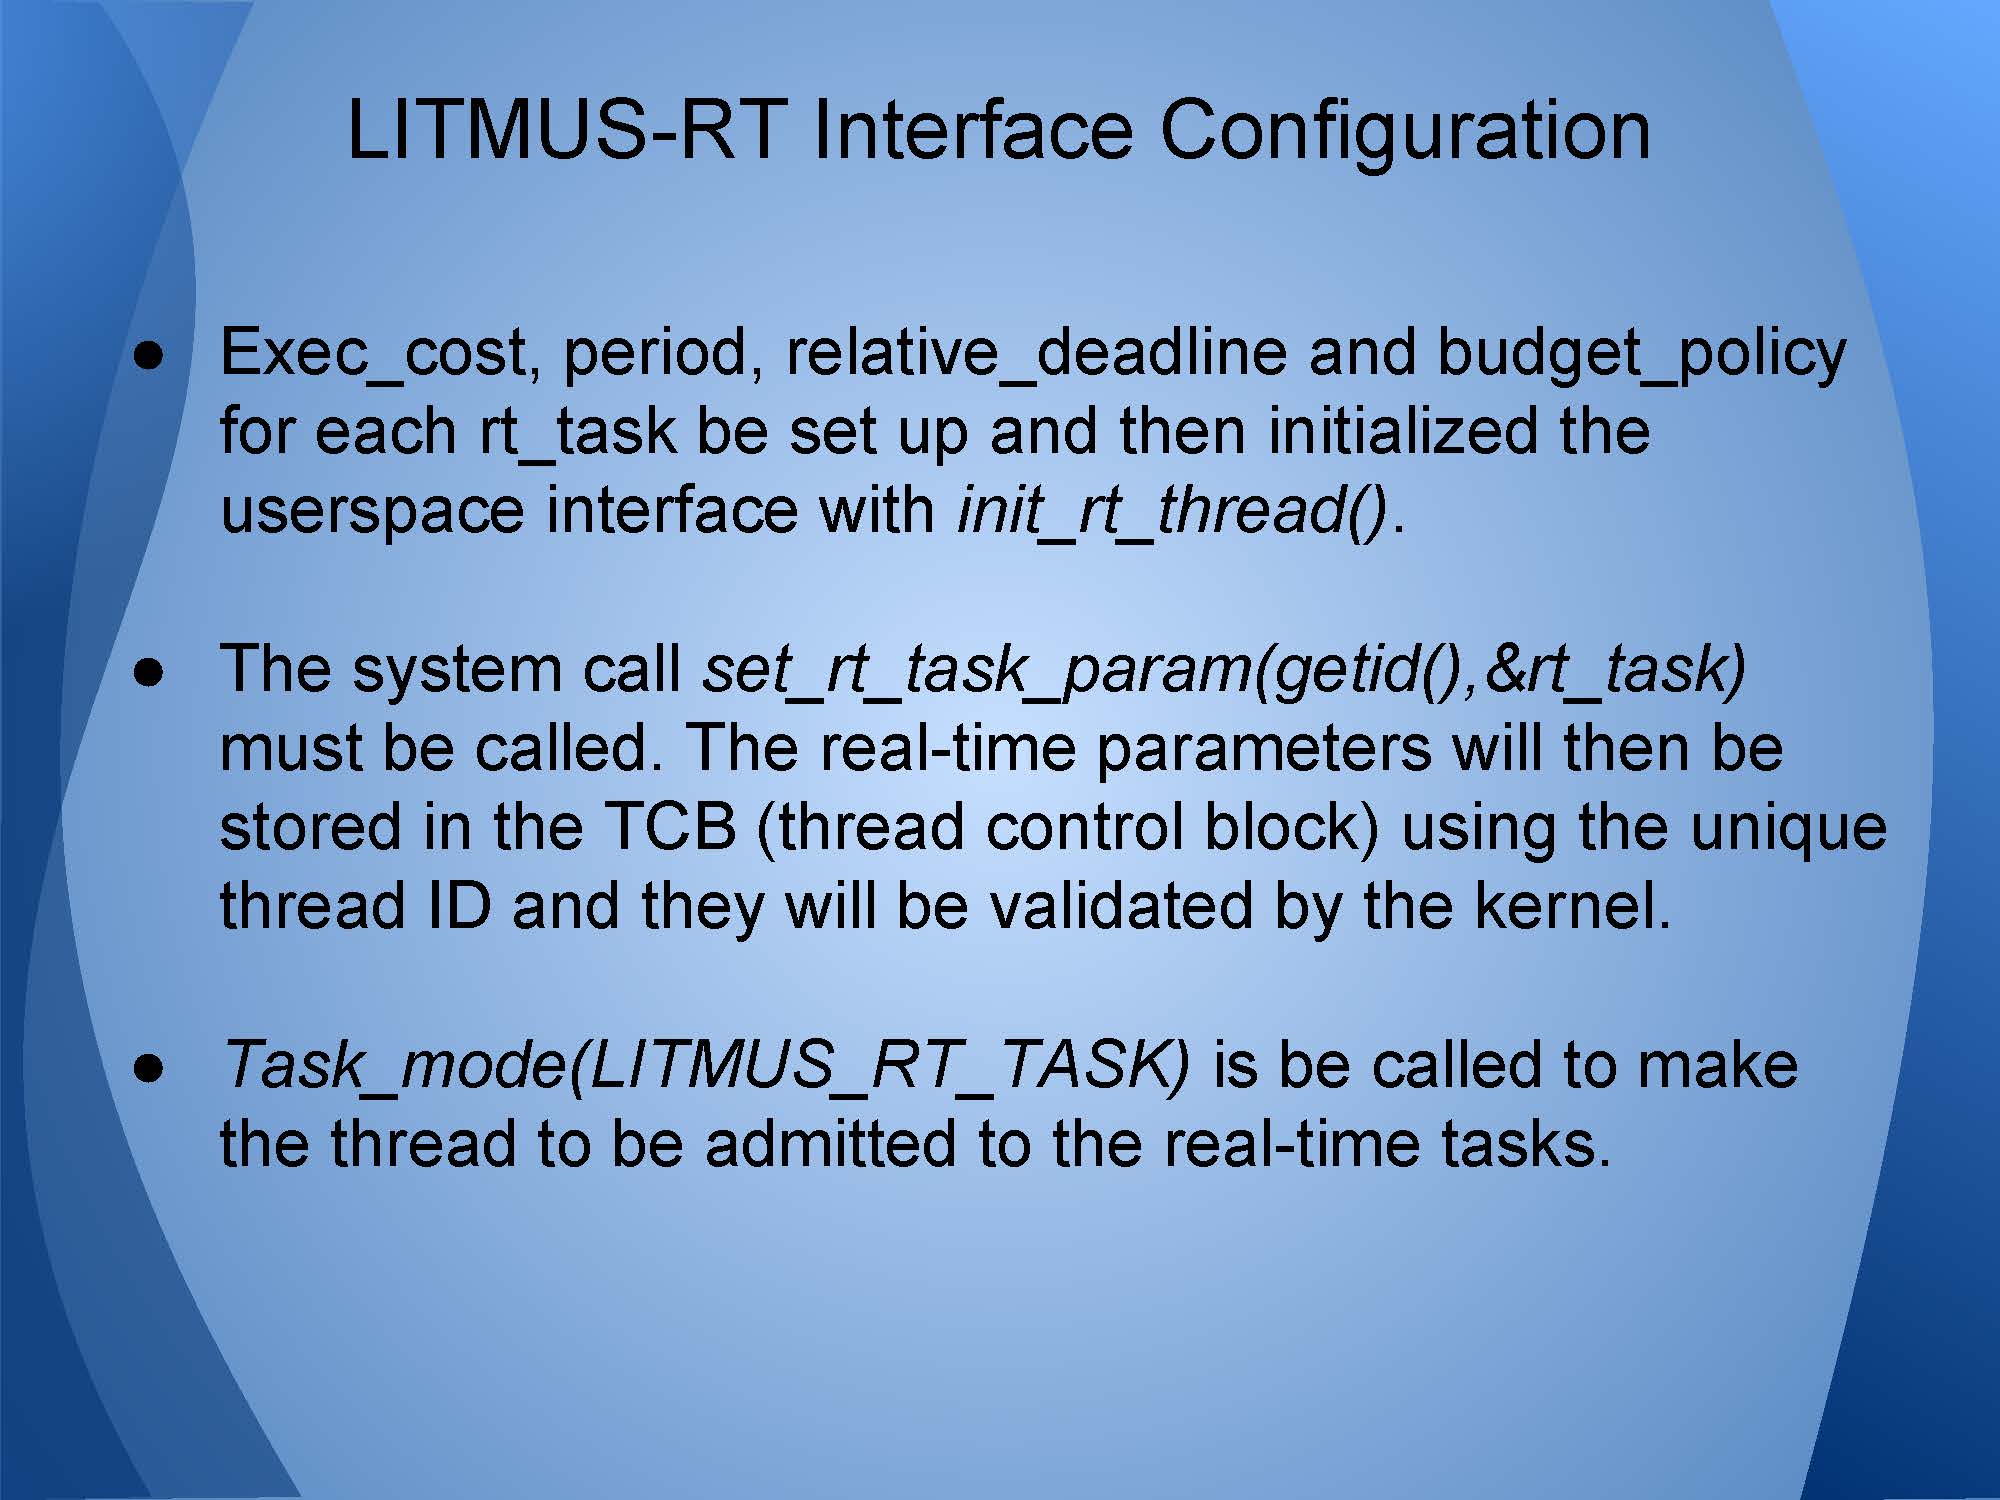 LITMUS-RT Interface Configuration
● Exec_cost, period, relative_deadline and budget_policy
for each rt_task be set up and then initialized the
userspace interface with init_rt_thread().
● The system call set_rt_task_param(getid(),&rt_task)
must be called. The real-time parameters will then be
stored in the TCB (thread control block) using the unique
thread ID and they will be validated by the kernel.
● Task_mode(LITMUS_RT_TASK) is be called to make
the thread to be admitted to the real-time tasks.